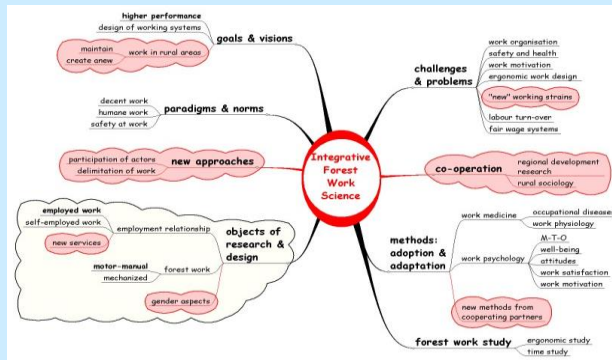 higher performance
design of working systems
goals & visions
maintain
create anew
work in rural areas
decent work
humane work
safety at work
paradigms & norms
participation of actors
delimitation of work
new approaches
employed work
self-employed work
new services
employment relationship
objects of
research &
design
motor-manual
mechanized
forest work
gender aspects
Integrative
Forest
Work
Science
challenges
& problems
work organisation
safety and health
work motivation
ergonomic work design
"new" working strains
labour turn-over
fair wage systems
co-operation
regional development
research
rural sociology
methods:
adoption &
adaptation
work medicine
occupational disease
work physiology
work psychology
M-T-O
well-being
attitudes
work satisfaction
work motivation
new methods from
cooperating partners
forest work study
ergonomic study
time study